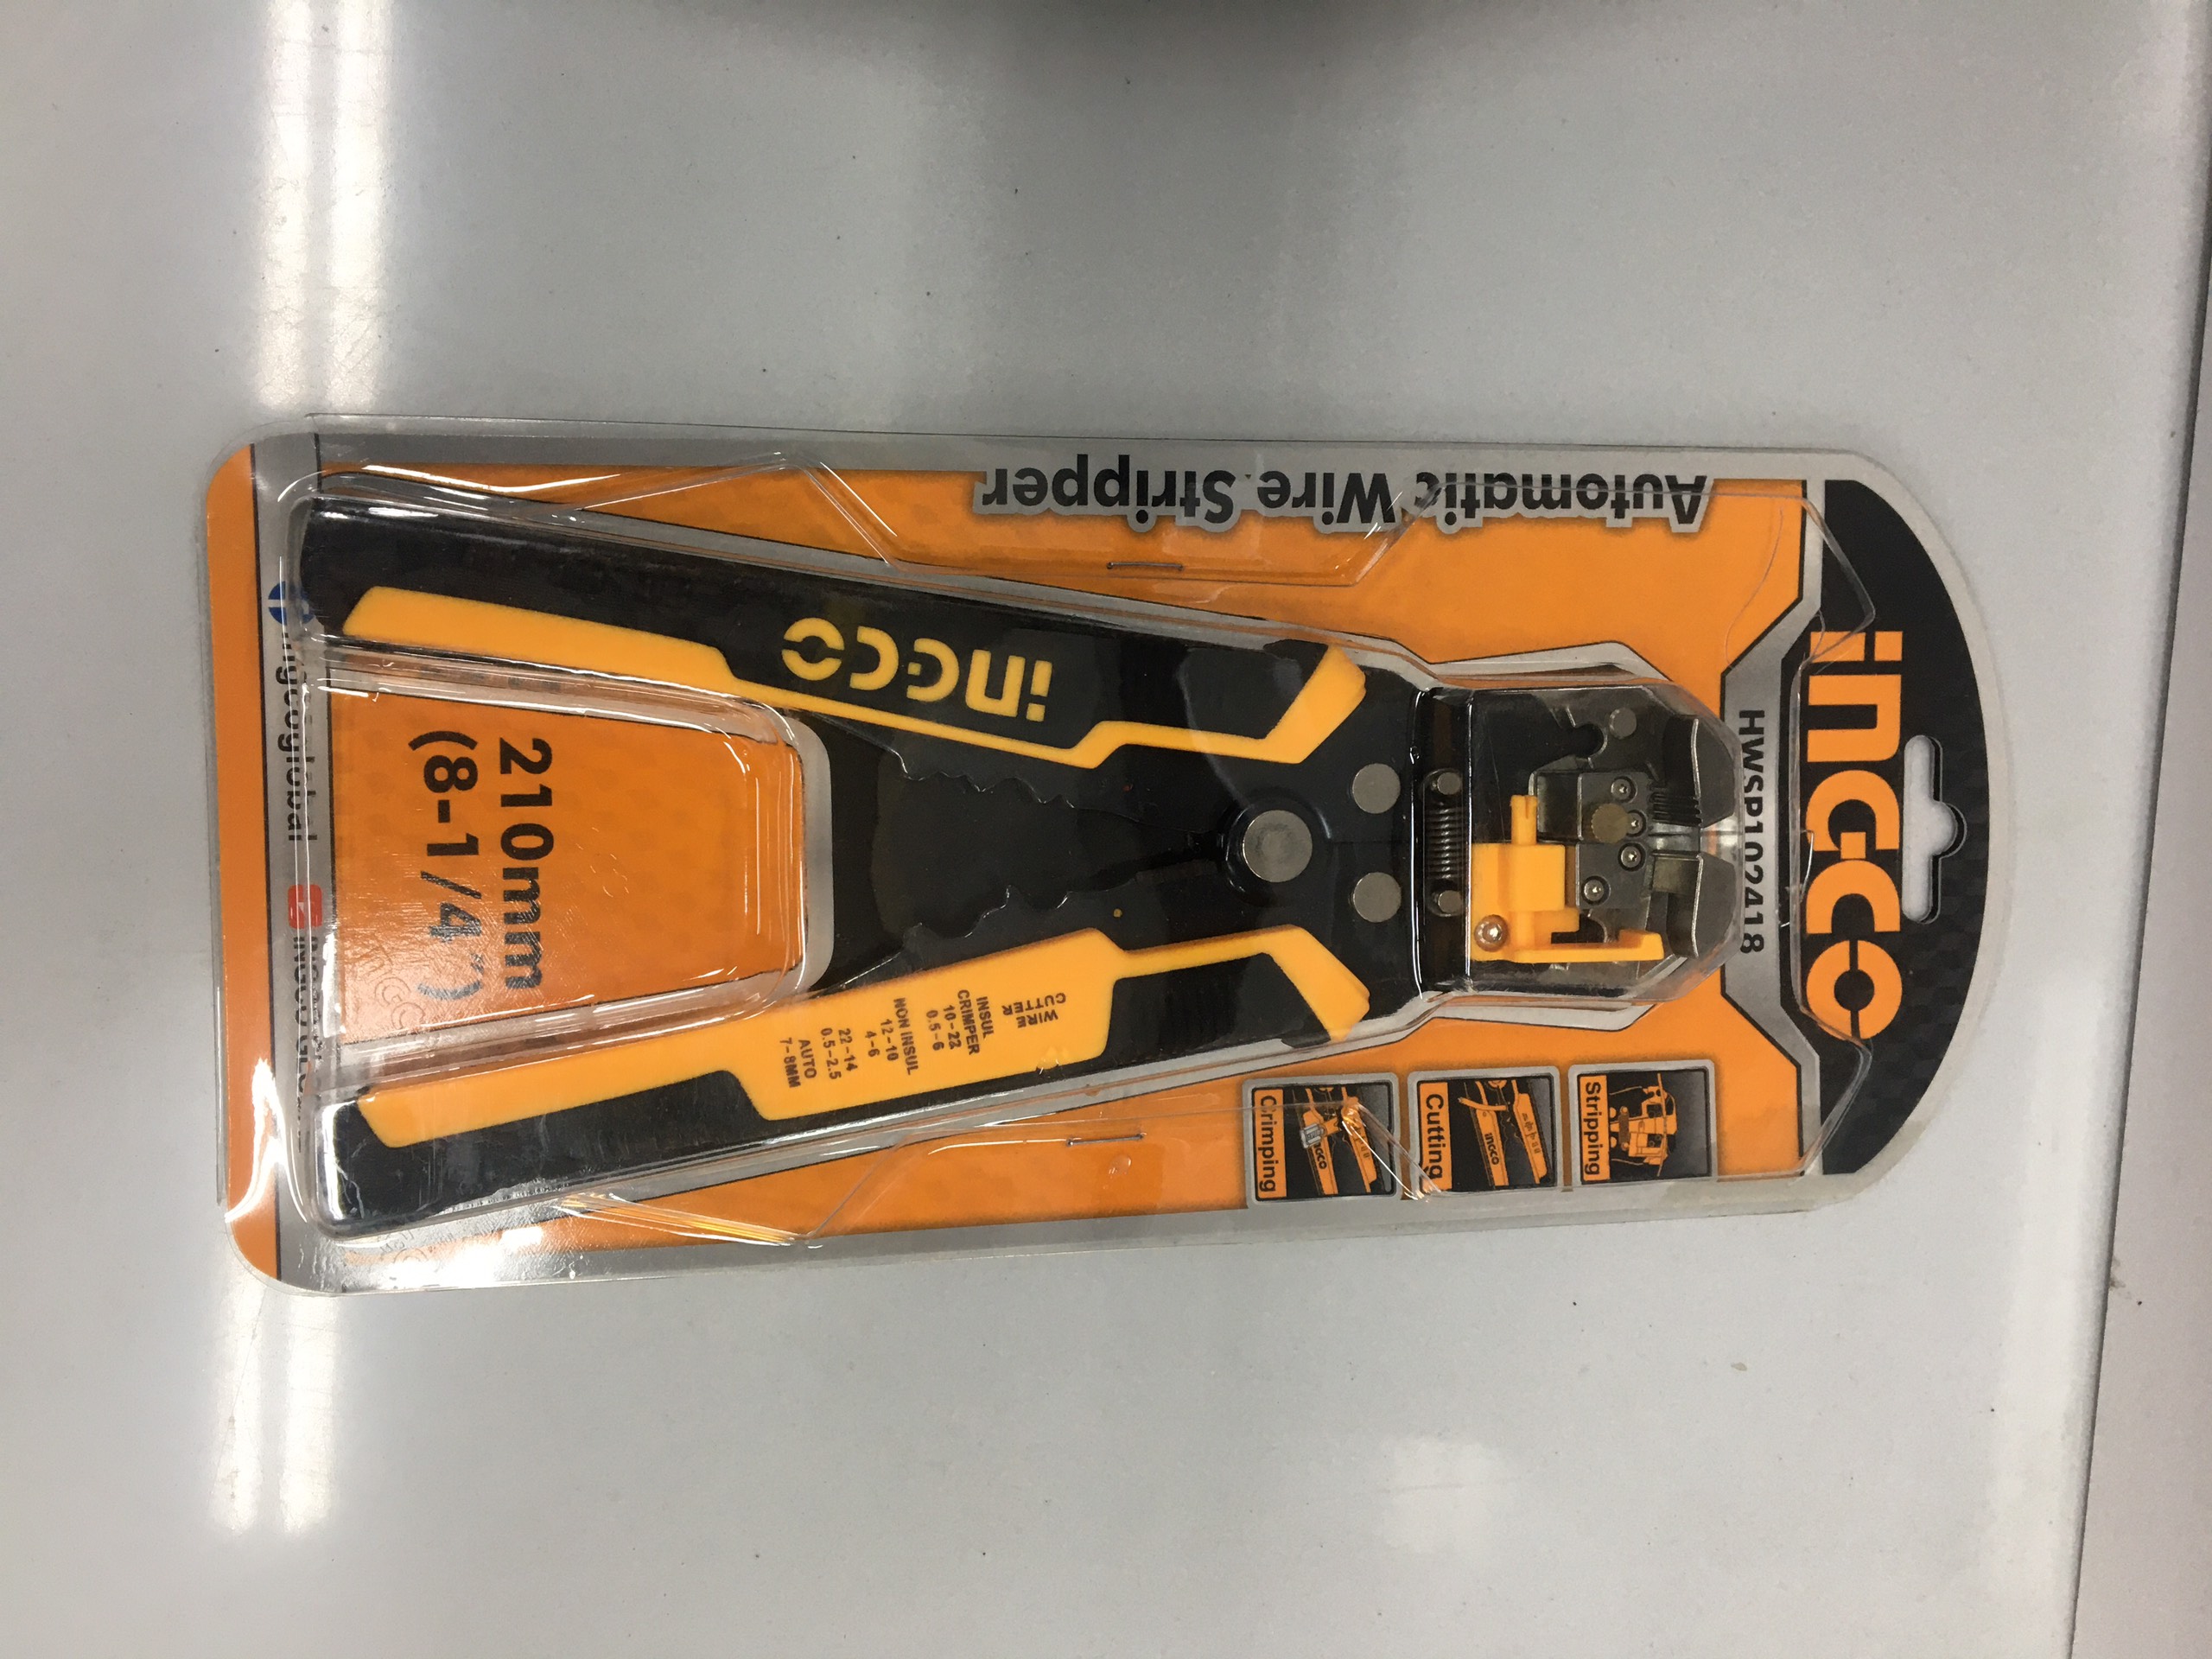 INGCO
HWSP102418
Automatic Wire Stripper
Stripping
Cutting
INGCO
Crimping
INGCO
INGCO
WIRE
CUTTER
INSUL
CRIMPER
10-22
0.5-6
NON INSUL
12-10
4-6
22-14
0.5-2.5
AUTO
7-8MM
210mm
(8-1/4")
ingcoglobal